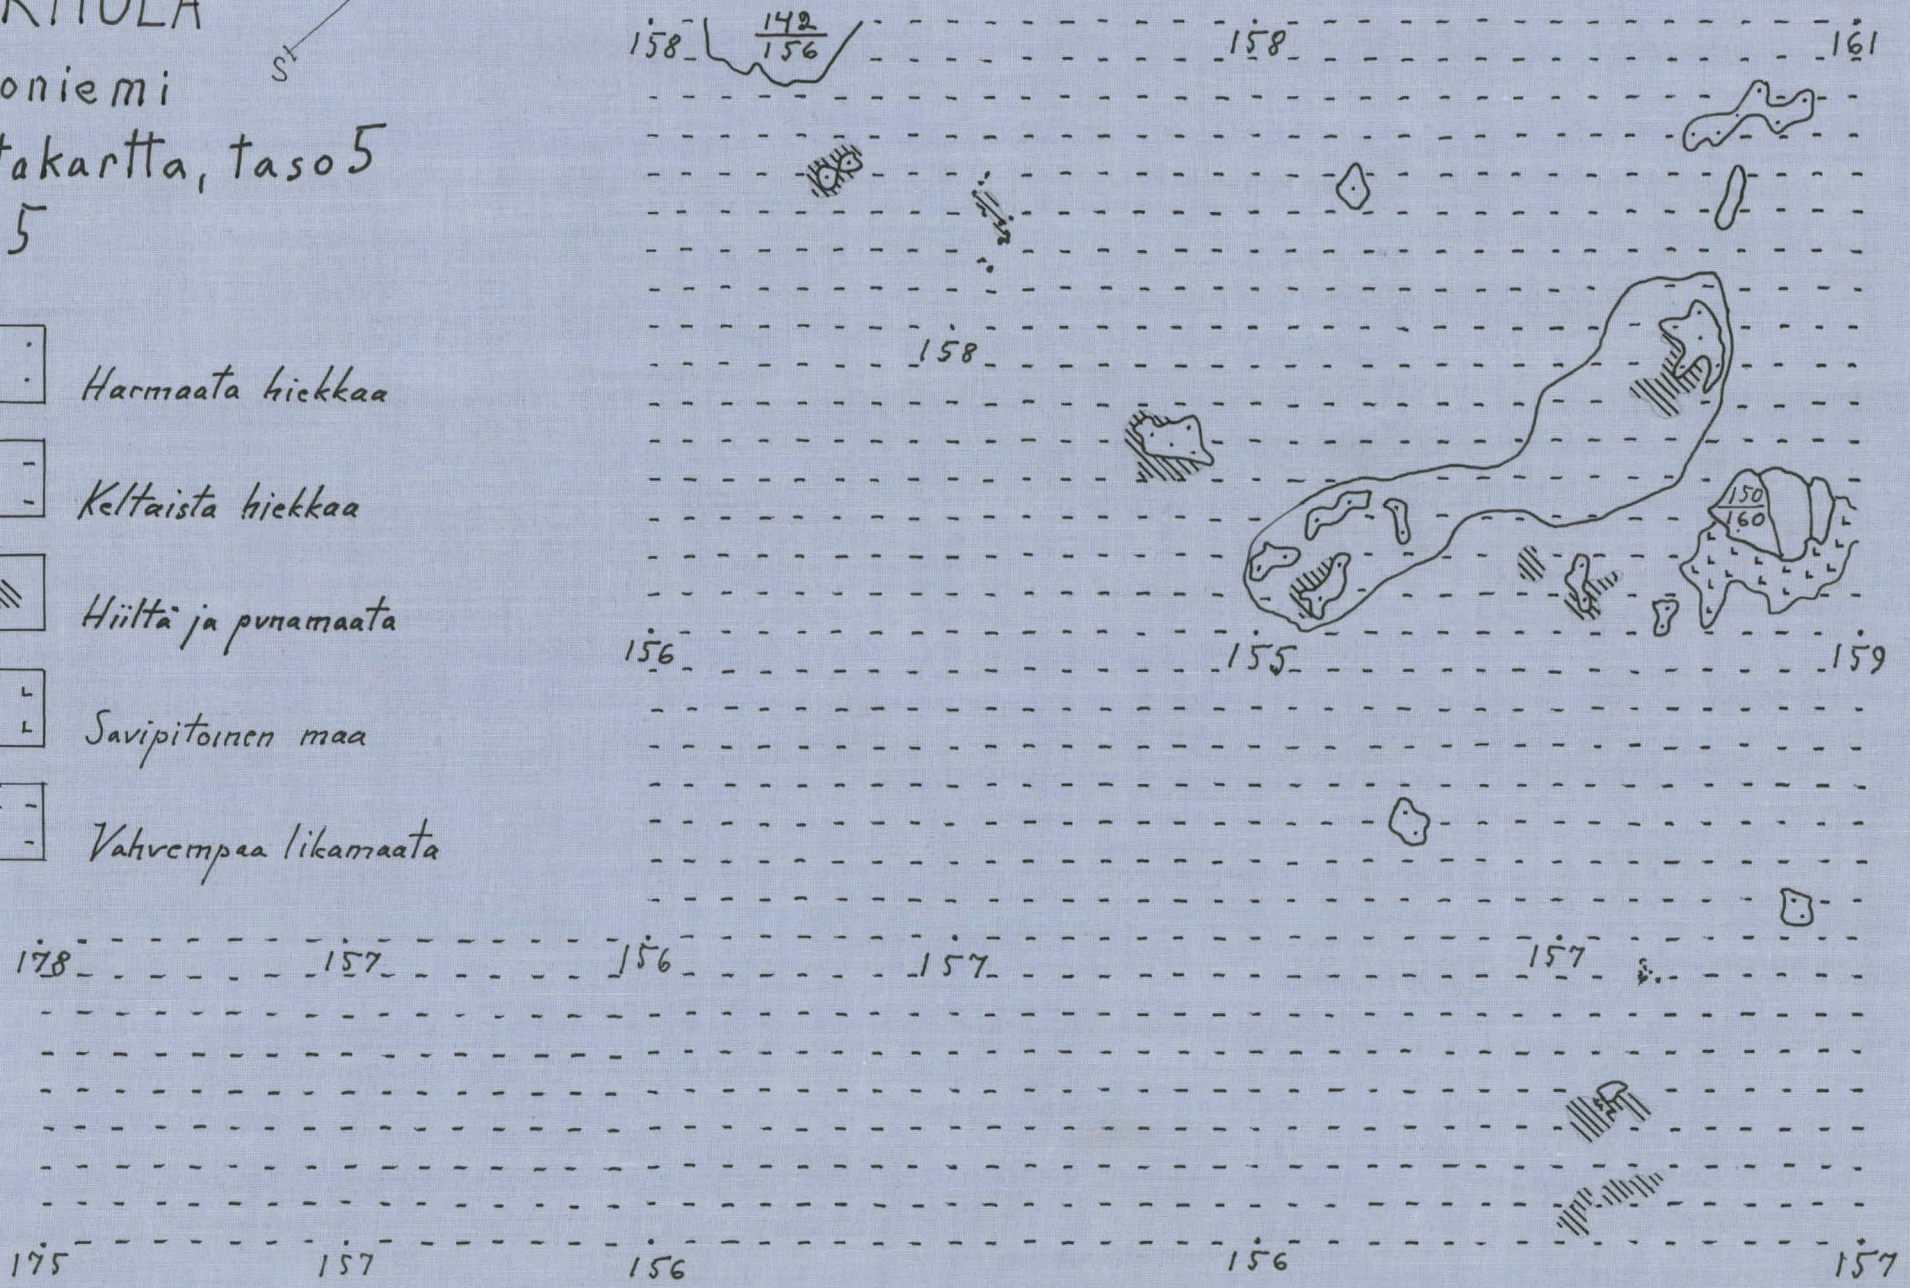 oniemi
takartta, taso 5
5
Harmaata hiekkaa
Keltaista hiekkaa
Hiiltä ja punamaata
Savipitoinen maa
Vahvempaa likamaata
158 142 158 161
156
158
150
160
156 155 159
178 157 156 157 157
175 157 156 156 157